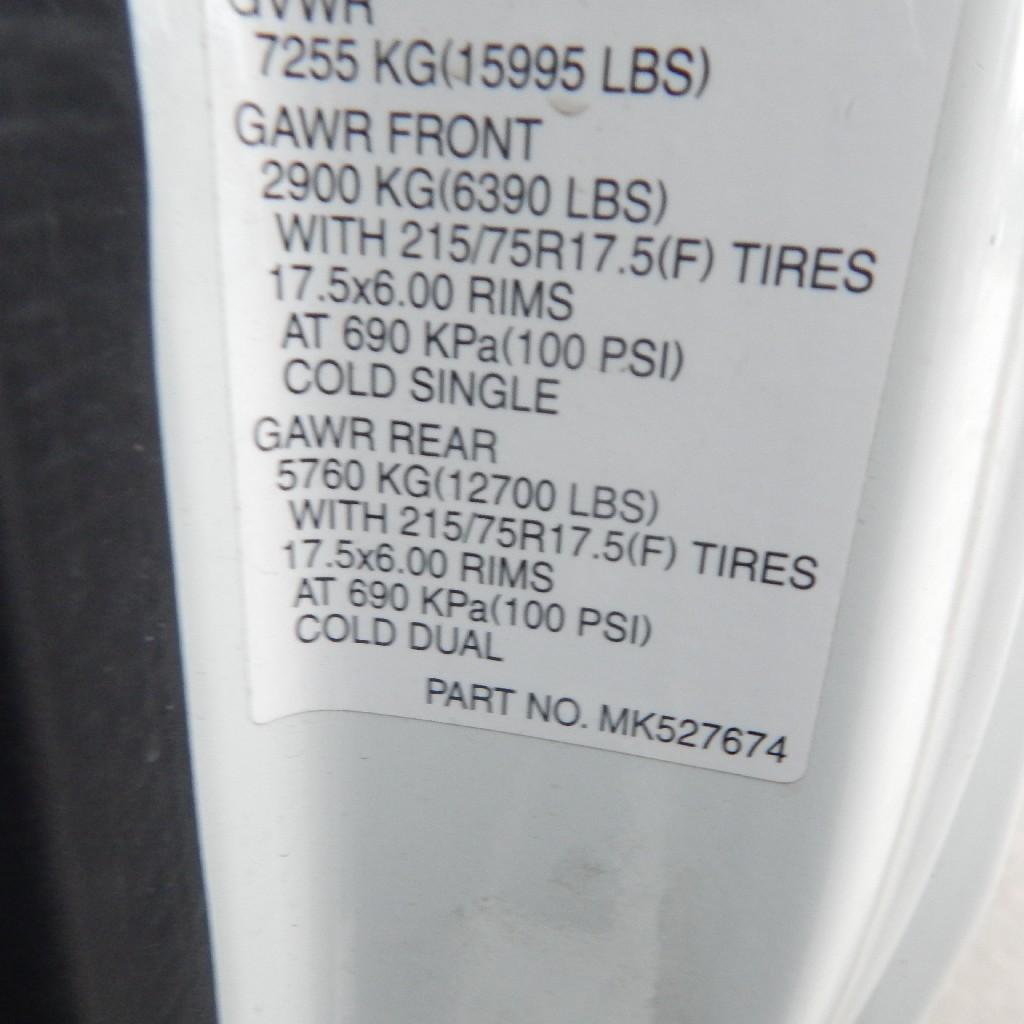 GVWR
7255 KG(15995 LBS)
GAWR FRONT
2900 KG(6390 LBS)
WITH 215/75R17.5(F) TIRES
17.5x6.00 RIMS
AT 690 KPa(100 PSI)
COLD SINGLE
GAWR REAR
5760 KG(12700 LBS)
WITH 215/75R17.5(F) TIRES
17.5x6.00 RIMS
AT 690 KPa(100 PSI)
COLD DUAL
PART NO. MK527674